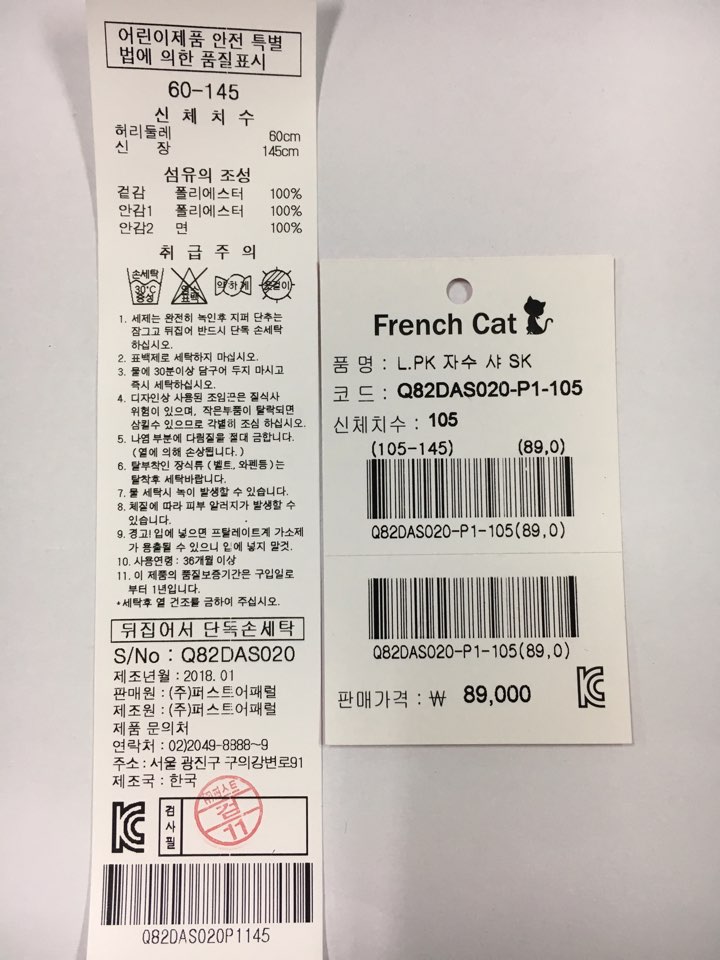 어린이제품 안전 특별
법에 의한 품질표시
60-145
신 체 치 수
허리둘레 60cm
신 장 145cm
섬유의 조성
겉감 폴리에스터 100%
안감1 폴리에스터 100%
안감2 면 100%
취 급 주 의
손세탁
30°C
중성
염소
표백
약하게
옷걸이
1. 세제는 완전히 녹인후 지퍼 단추는
잠그고 뒤집어 반드시 단독 손세탁
하십시오.
2. 표백제로 세탁하지 마십시오.
3. 물에 30분이상 담구어 두지 마시고
즉시 세탁하십시오.
4. 디자인상 사용된 조임끈은 질식사
위험이 있으며, 작은부품이 탈락되면
삼킬수 있으므로 각별히 조심 하십시오.
5. 나염 부분에 다림질을 절대 금합니다.
(열에 의해 손상됩니다.)
6. 탈부착인 장식류 (벨트, 와펜등)는
탈착후 세탁바랍니다.
7. 물 세탁시 녹이 발생할 수 있습니다.
8. 체질에 따라 피부 알러지가 발생할 수
있습니다.
9. 경고! 입에 넣으면 프탈레이트계 가소제
가 용출될 수 있으니 입에 넣지 말것.
10. 사용연령 : 36개월 이상
11. 이 제품의 품질보증기간은 구입일로
부터 1년입니다.
*세탁후 열 건조를 금하여 주십시오.
뒤집어서 단독손세탁
S/No : Q82DAS020
제조년월 : 2018. 01
판매원 : (주)퍼스트어패럴
제조원 : (주)퍼스트어패럴
제품 문의처
연락처 : 02)2049-8888~9
주소 : 서울 광진구 구의강변로91
제조국 : 한국
KC
검사필
퍼스트
검
11
Q82DAS020P1145
French Cat
품 명 : L.PK 자수 샤 SK
코 드 : Q82DAS020-P1-105
신체치수 : 105
(105-145) (89,0)
Q82DAS020-P1-105(89,0)
Q82DAS020-P1-105(89,0)
판매가격 : ₩ 89,000
KC